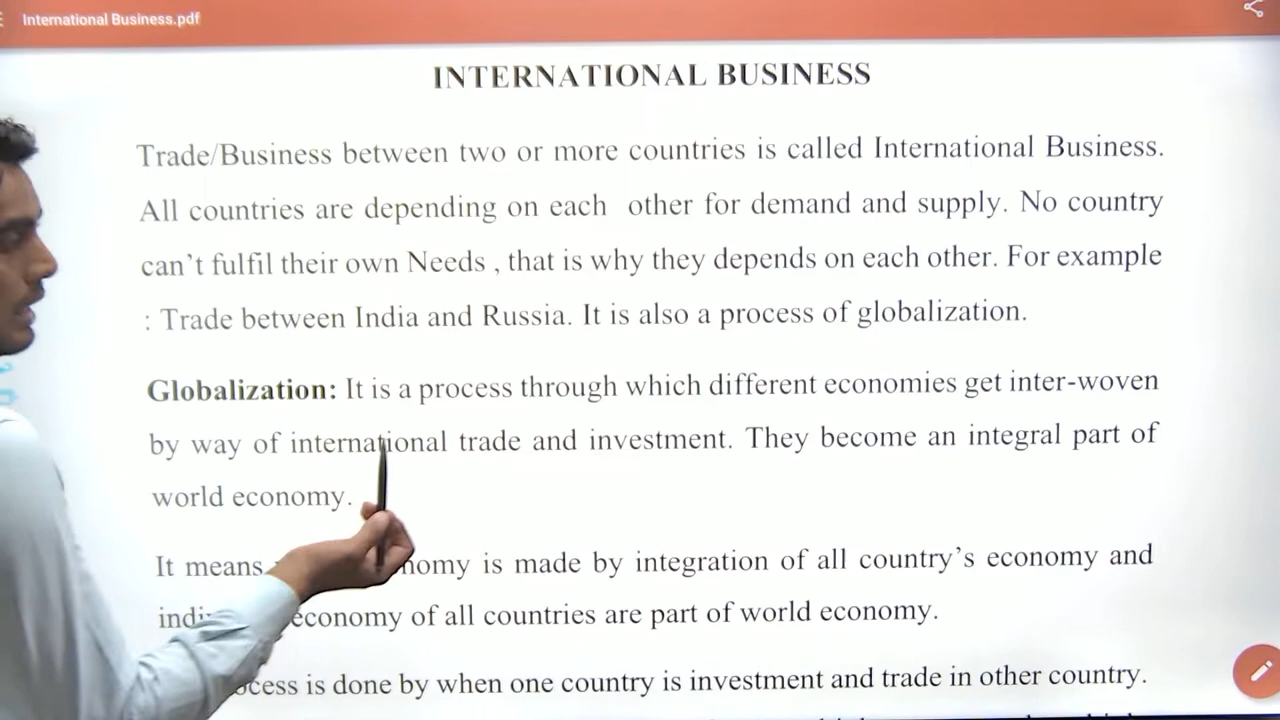 International Business.pdf
INTERNATIONAL BUSINESS
Trade/Business between two or more countries is called International Business.
All countries are depending on each other for demand and supply. No country
can't fulfil their own Needs , that is why they depends on each other. For example
: Trade between India and Russia. It is also a process of globalization.
Globalization: It is a process through which different economies get inter-woven
by way of international trade and investment. They become an integral part of
world economy.
It means is made by integration of all country's economy and
economy of all countries are part of world economy.
is done by when one country is investment and trade in other country.